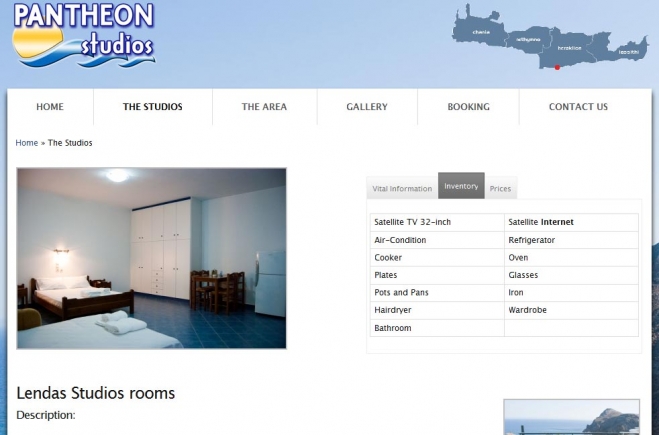 PANTHEON
studios
chania
rethymno
heraklion
lassithi
HOME THE STUDIOS THE AREA GALLERY BOOKING CONTACT US
Home » The Studios
Vital Information Inventory Prices
Satellite TV 32-inch Satellite Internet
Air-Condition Refrigerator
Cooker Oven
Plates Glasses
Pots and Pans Iron
Hairdryer Wardrobe
Bathroom
Lendas Studios rooms
Description: